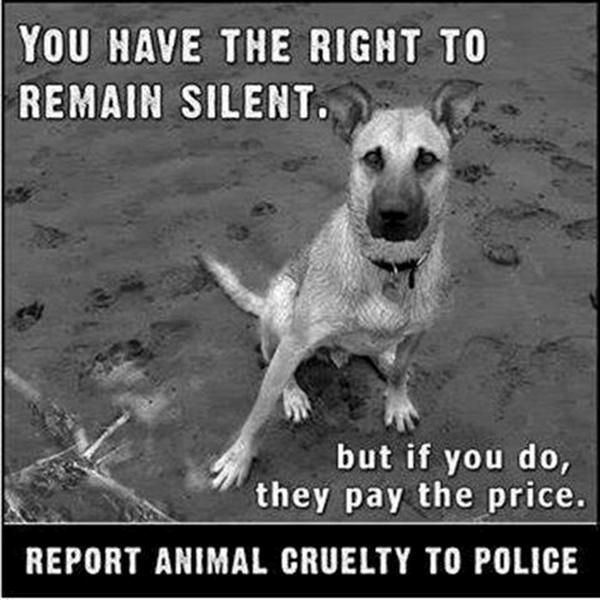 YOU HAVE THE RIGHT TO
REMAIN SILENT.
but if you do,
they pay the price.
REPORT ANIMAL CRUELTY TO POLICE